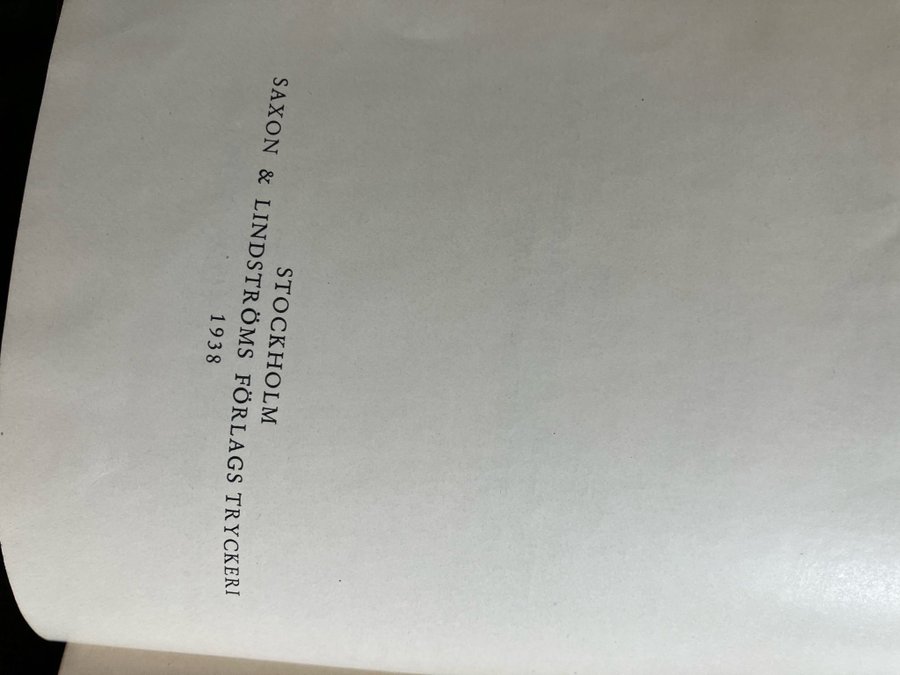 STOCKHOLM
SAXON & LINDSTRÖMS FÖRLAGS TRYCKERI
1938